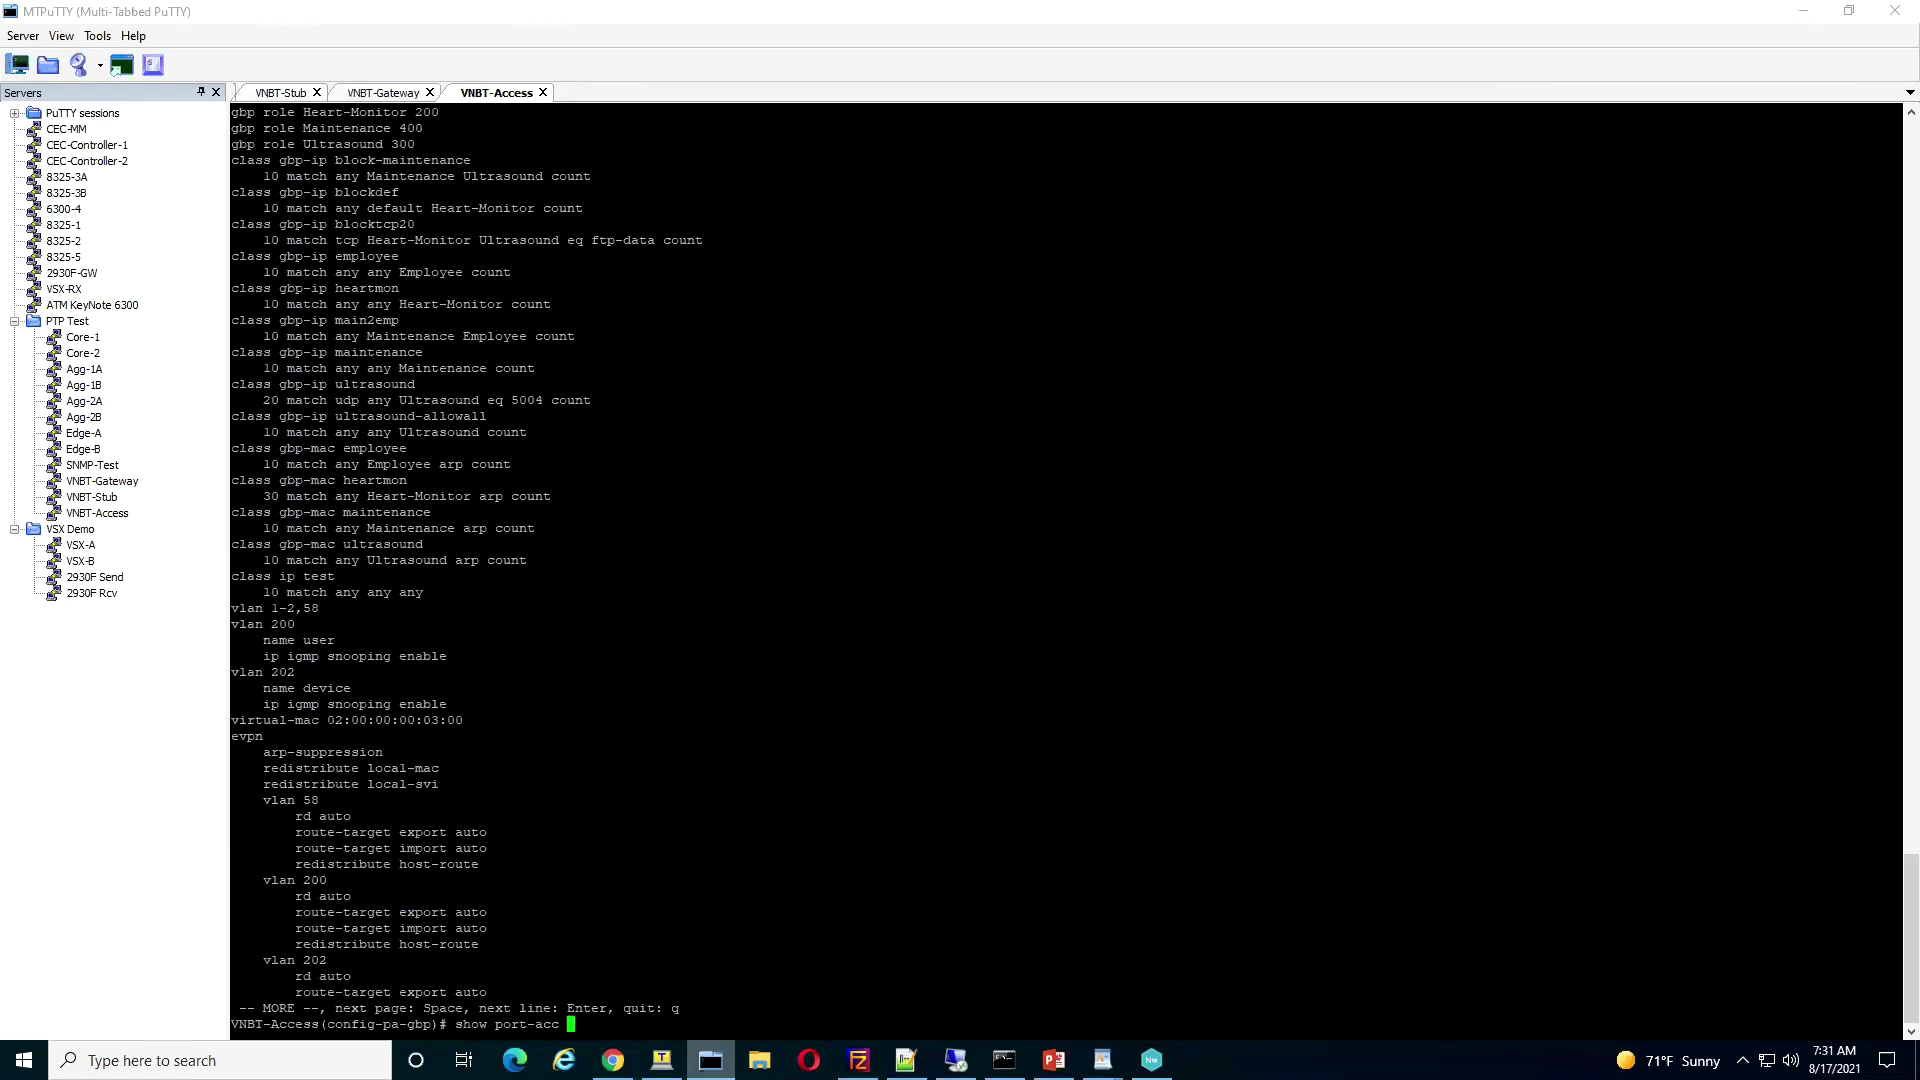 MTPuTTY (Multi-Tabbed PuTTY)
Server View Tools Help
Servers
VNBT-Stub VNBT-Gateway VNBT-Access
PuTTY sessions
CEC-MM
CEC-Controller-1
CEC-Controller-2
8325-3A
8325-3B
6300-4
8325-1
8325-2
8325-5
2930F-GW
VSX-RX
ATM KeyNote 6300
PTP Test
Core-1
Core-2
Agg-1A
Agg-1B
Agg-2A
Agg-2B
Edge-A
Edge-B
SNMP-Test
VNBT-Gateway
VNBT-Stub
VNBT-Access
VSX Demo
VSX-A
VSX-B
2930F Send
2930F Rcv
gbp role Heart-Monitor 200
gbp role Maintenance 400
gbp role Ultrasound 300
class gbp-ip block-maintenance
10 match any Maintenance Ultrasound count
class gbp-ip blockdef
10 match any default Heart-Monitor count
class gbp-ip blocktcp20
10 match tcp Heart-Monitor Ultrasound eq ftp-data count
class gbp-ip employee
10 match any any Employee count
class gbp-ip heartmon
10 match any any Heart-Monitor count
class gbp-ip main2emp
10 match any Maintenance Employee count
class gbp-ip maintenance
10 match any any Maintenance count
class gbp-ip ultrasound
20 match udp any Ultrasound eq 5004 count
class gbp-ip ultrasound-allowall
10 match any any Ultrasound count
class gbp-mac employee
10 match any Employee arp count
class gbp-mac heartmon
30 match any Heart-Monitor arp count
class gbp-mac maintenance
10 match any Maintenance arp count
class gbp-mac ultrasound
10 match any Ultrasound arp count
class ip test
10 match any any any
vlan 1-2,58
vlan 200
name user
ip igmp snooping enable
vlan 202
name device
ip igmp snooping enable
virtual-mac 02:00:00:00:03:00
evpn
arp-suppression
redistribute local-mac
redistribute local-svi
vlan 58
rd auto
route-target export auto
route-target import auto
redistribute host-route
vlan 200
rd auto
route-target export auto
route-target import auto
redistribute host-route
vlan 202
rd auto
route-target export auto
-- MORE --, next page: Space, next line: Enter, quit: q
VNBT-Access(config-pa-gbp)# show port-acc
Type here to search
71°F Sunny
7:31 AM
8/17/2021